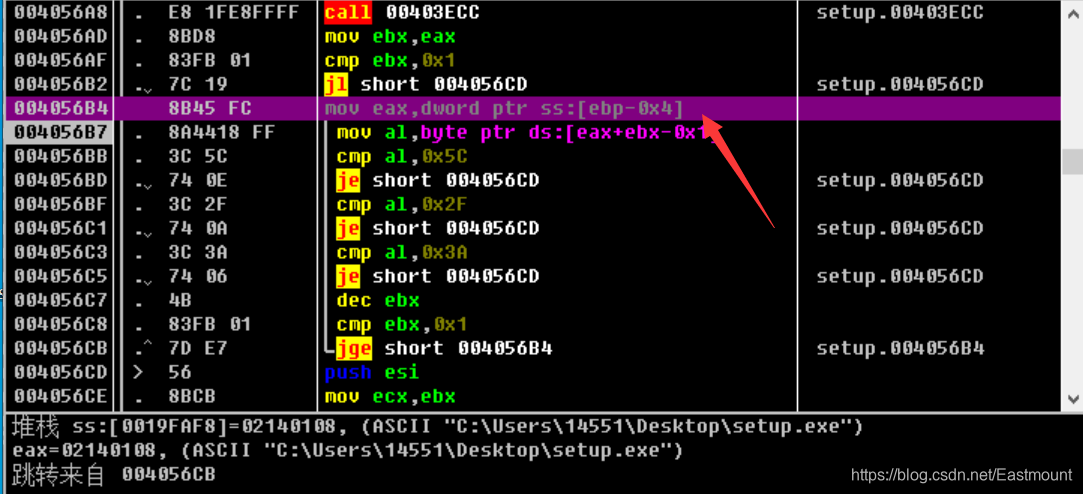 004056A8 . E8 1FE8FFFF call 00403ECC setup.00403ECC
004056AD . 8BD8 mov ebx,eax
004056AF . 83FB 01 cmp ebx,0x1
004056B2 .⌄ 7C 19 jl short 004056CD setup.004056CD
004056B4 8B45 FC mov eax,dword ptr ss:[ebp-0x4]
004056B7 . 8A4418 FF mov al,byte ptr ds:[eax+ebx-0x1]
004056BB . 3C 5C cmp al,0x5C
004056BD .⌄ 74 0E je short 004056CD setup.004056CD
004056BF . 3C 2F cmp al,0x2F
004056C1 .⌄ 74 0A je short 004056CD setup.004056CD
004056C3 . 3C 3A cmp al,0x3A
004056C5 .⌄ 74 06 je short 004056CD setup.004056CD
004056C7 . 4B dec ebx
004056C8 . 83FB 01 cmp ebx,0x1
004056CB .^ 7D E7 jge short 004056B4 setup.004056B4
004056CD > 56 push esi
004056CE . 8BCB mov ecx,ebx
堆栈 ss:[0019FAF8]=02140108, (ASCII "C:\Users\14551\Desktop\setup.exe")
eax=02140108, (ASCII "C:\Users\14551\Desktop\setup.exe")
跳转来自 004056CB
https://blog.csdn.net/Eastmount